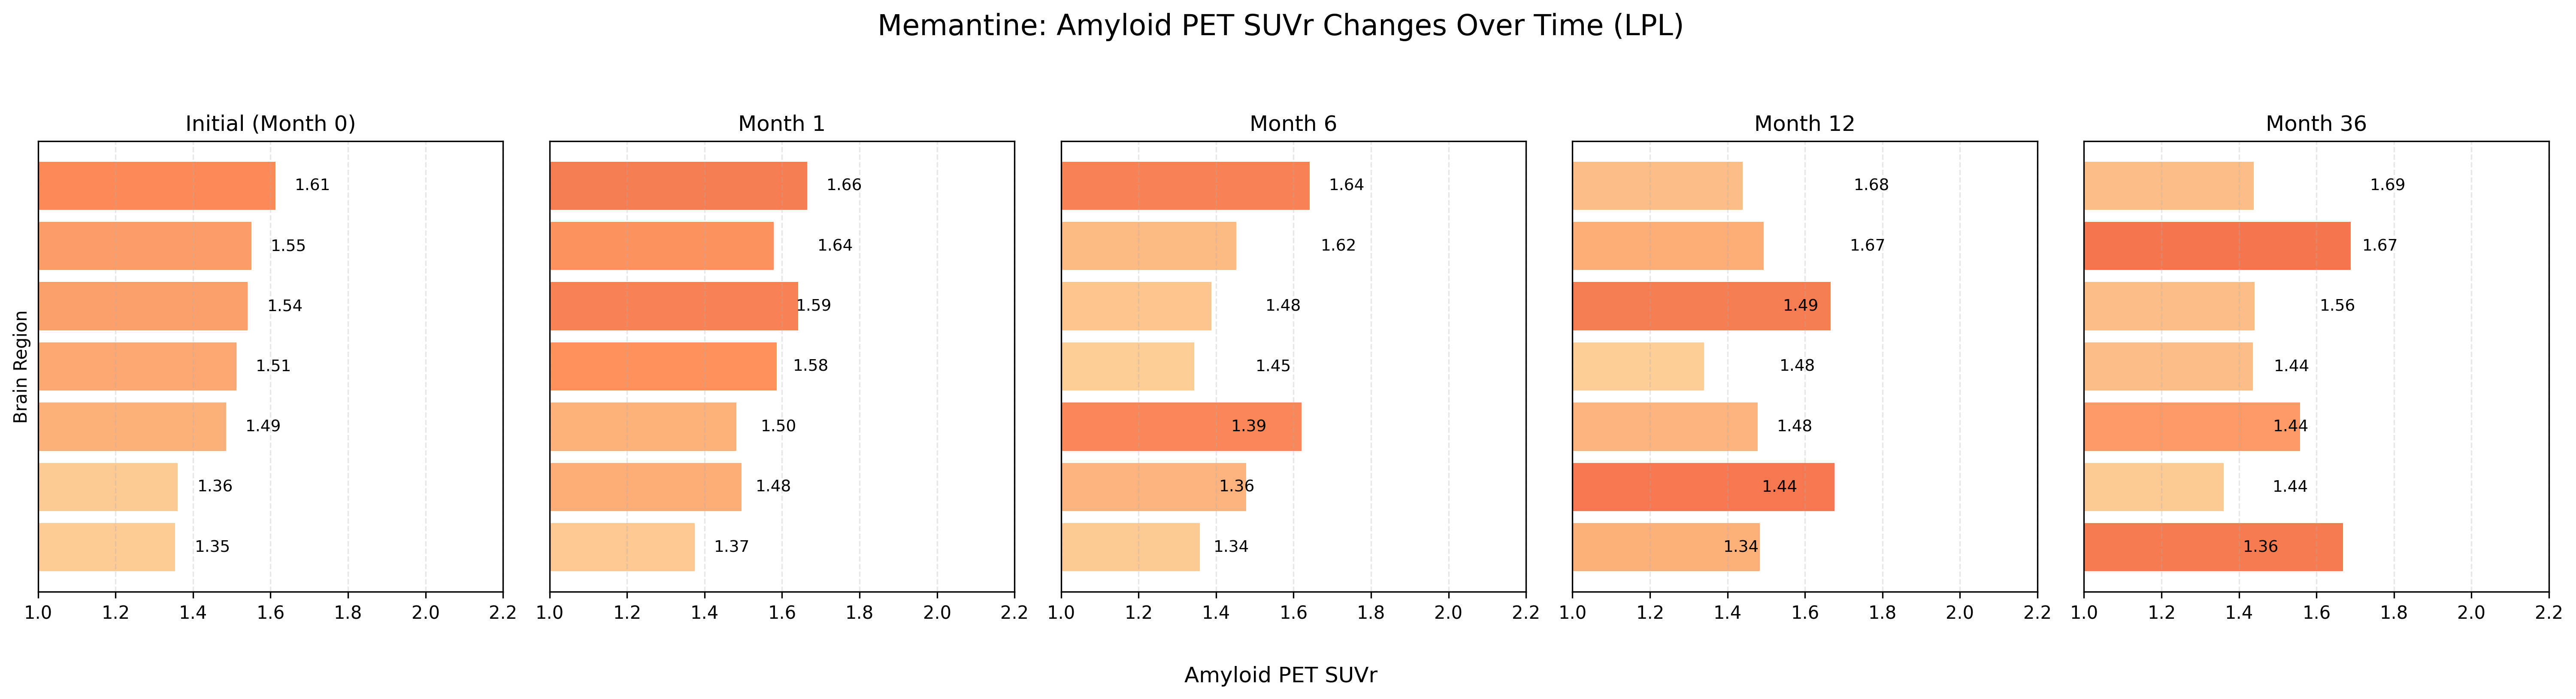 Memantine: Amyloid PET SUVr Changes Over Time (LPL)
Initial (Month 0)
Month 1
Month 6
Month 12
Month 36
1.61
1.55
1.54
1.51
1.49
1.36
1.35
1.66
1.64
1.59
1.58
1.50
1.48
1.37
1.64
1.62
1.48
1.45
1.39
1.36
1.34
1.68
1.67
1.49
1.48
1.48
1.44
1.34
1.69
1.67
1.56
1.44
1.44
1.44
1.36
Brain Region
1.0 1.2 1.4 1.6 1.8 2.0 2.2
1.0 1.2 1.4 1.6 1.8 2.0 2.2
1.0 1.2 1.4 1.6 1.8 2.0 2.2
1.0 1.2 1.4 1.6 1.8 2.0 2.2
1.0 1.2 1.4 1.6 1.8 2.0 2.2
Amyloid PET SUVr